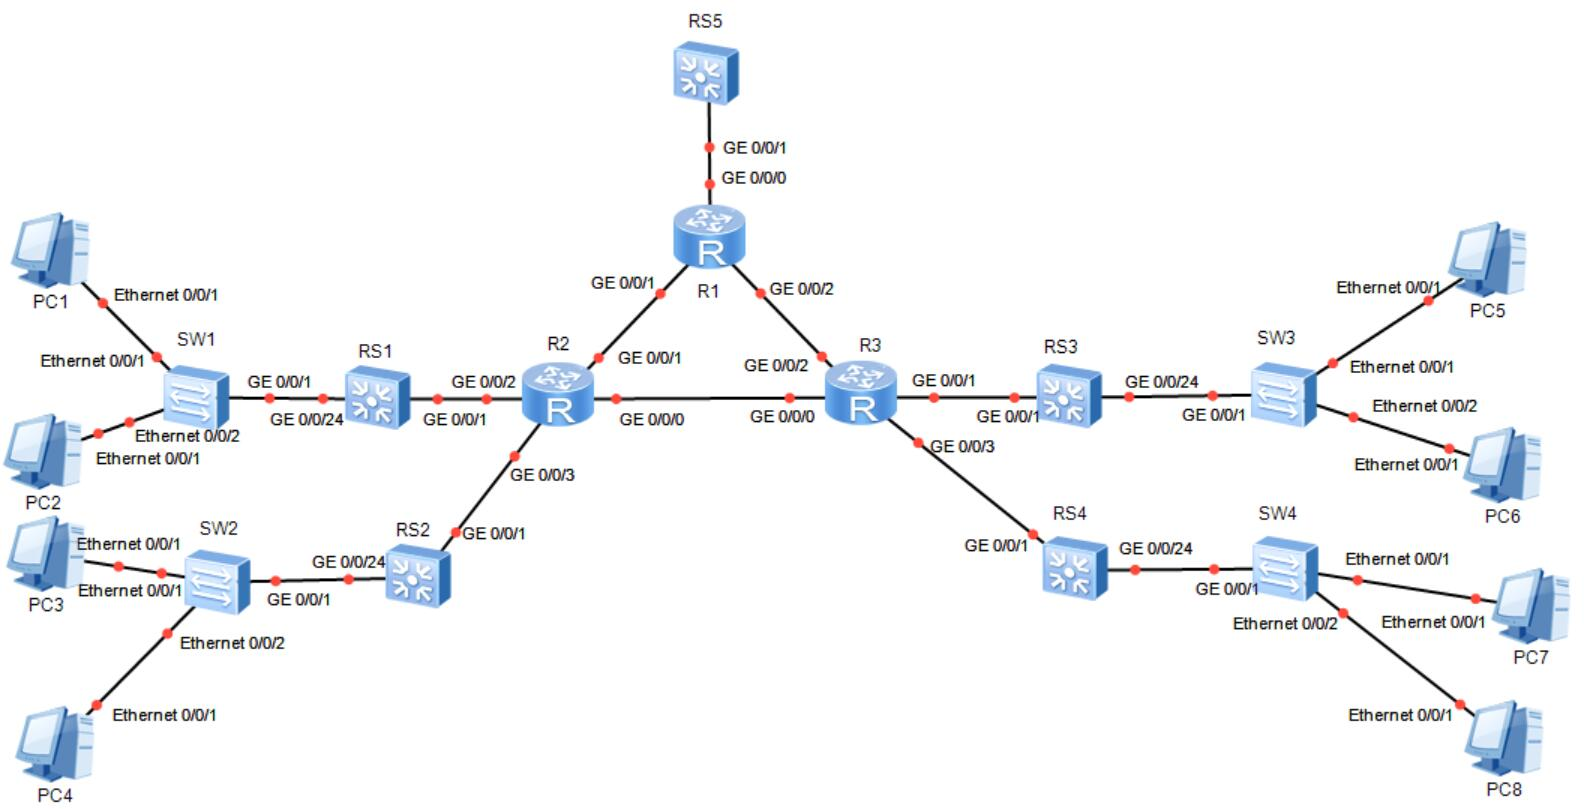 RS5
GE 0/0/1
GE 0/0/0
R
R1
GE 0/0/1
GE 0/0/2
GE 0/0/1
GE 0/0/2
PC1
Ethernet 0/0/1
Ethernet 0/0/1
SW1
GE 0/0/1
GE 0/0/24
RS1
GE 0/0/2
GE 0/0/1
R2
R
GE 0/0/0
GE 0/0/0
R3
R
GE 0/0/1
GE 0/0/1
RS3
GE 0/0/24
GE 0/0/1
SW3
Ethernet 0/0/1
Ethernet 0/0/1
PC5
Ethernet 0/0/2
Ethernet 0/0/1
PC6
Ethernet 0/0/2
Ethernet 0/0/1
PC2
GE 0/0/3
GE 0/0/1
RS2
GE 0/0/24
GE 0/0/1
SW2
Ethernet 0/0/1
Ethernet 0/0/1
PC3
Ethernet 0/0/2
Ethernet 0/0/1
PC4
GE 0/0/3
GE 0/0/1
RS4
GE 0/0/24
GE 0/0/1
SW4
Ethernet 0/0/1
Ethernet 0/0/1
PC7
Ethernet 0/0/2
Ethernet 0/0/1
PC8